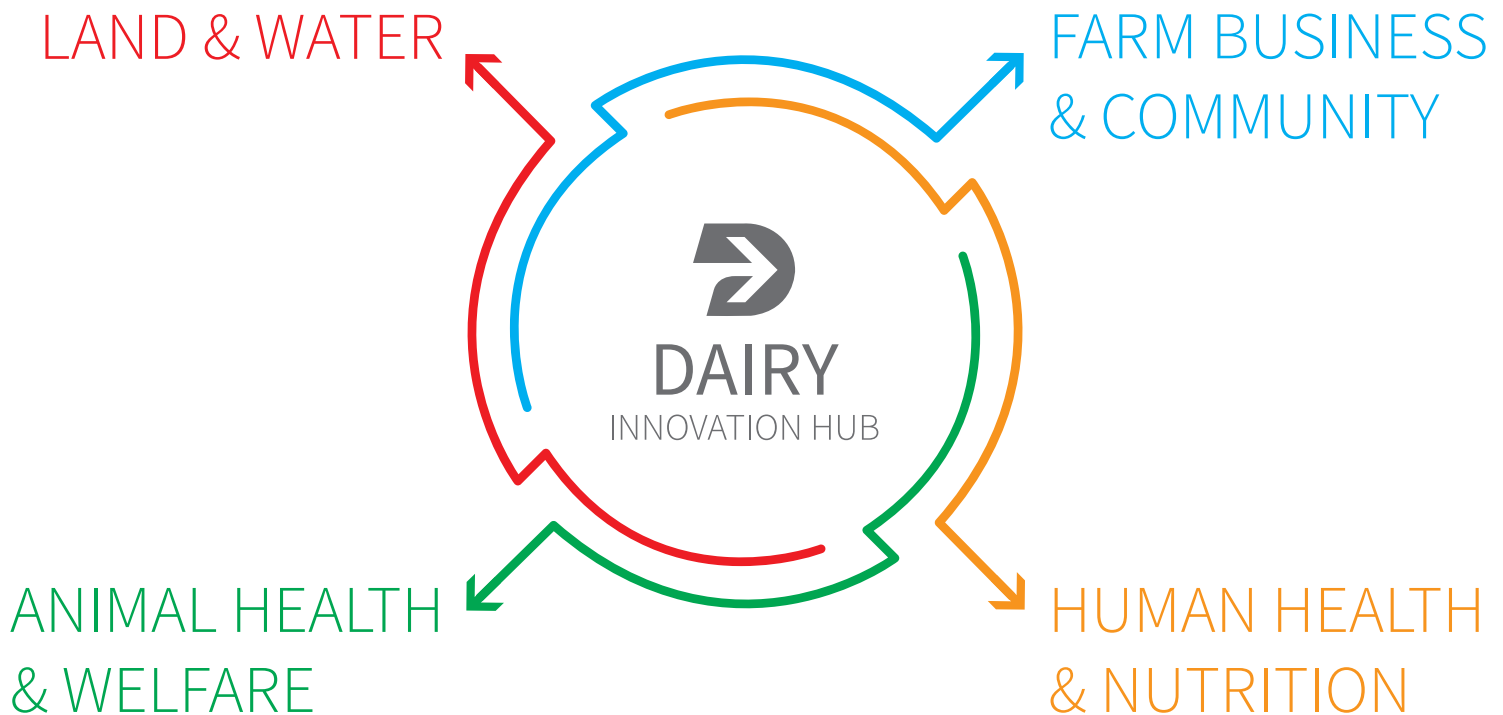 LAND & WATER
FARM BUSINESS
& COMMUNITY
DAIRY
INNOVATION HUB
ANIMAL HEALTH
& WELFARE
HUMAN HEALTH
& NUTRITION